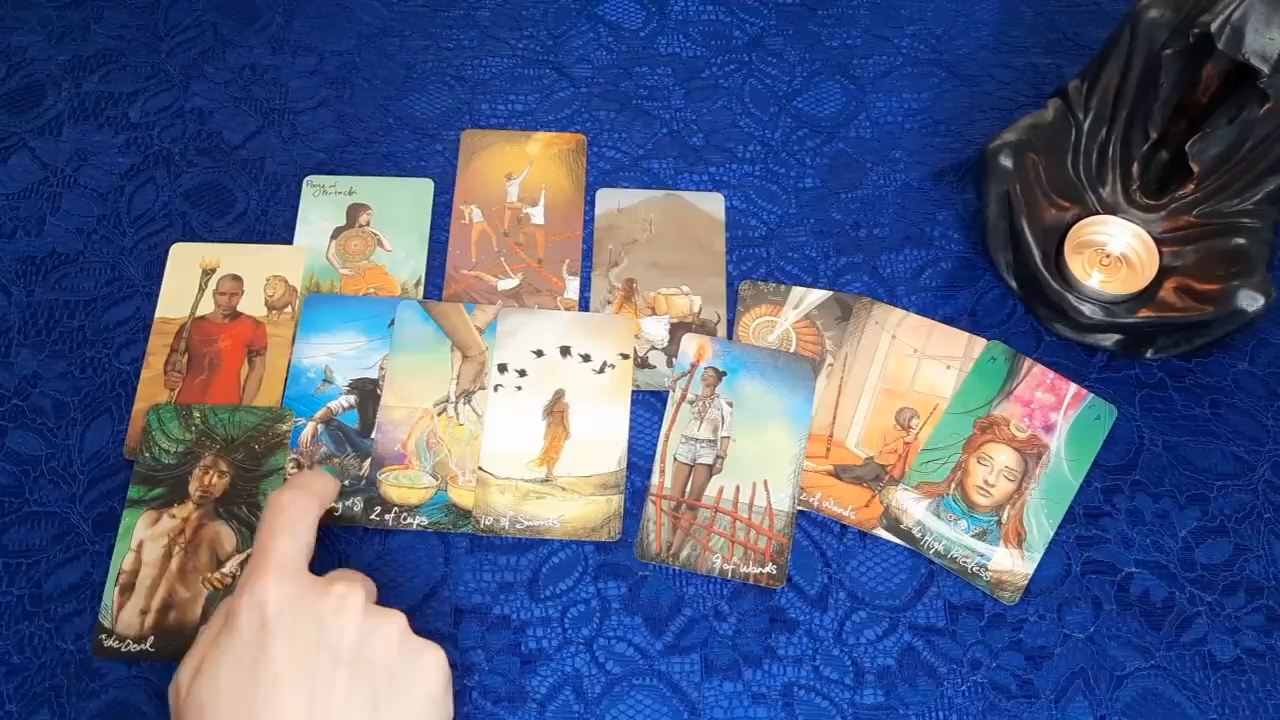 Page of
Pentacls
2 of Cups
10 of Swords
9 of Wands
2 of Wands
the High Priestess
the Devil